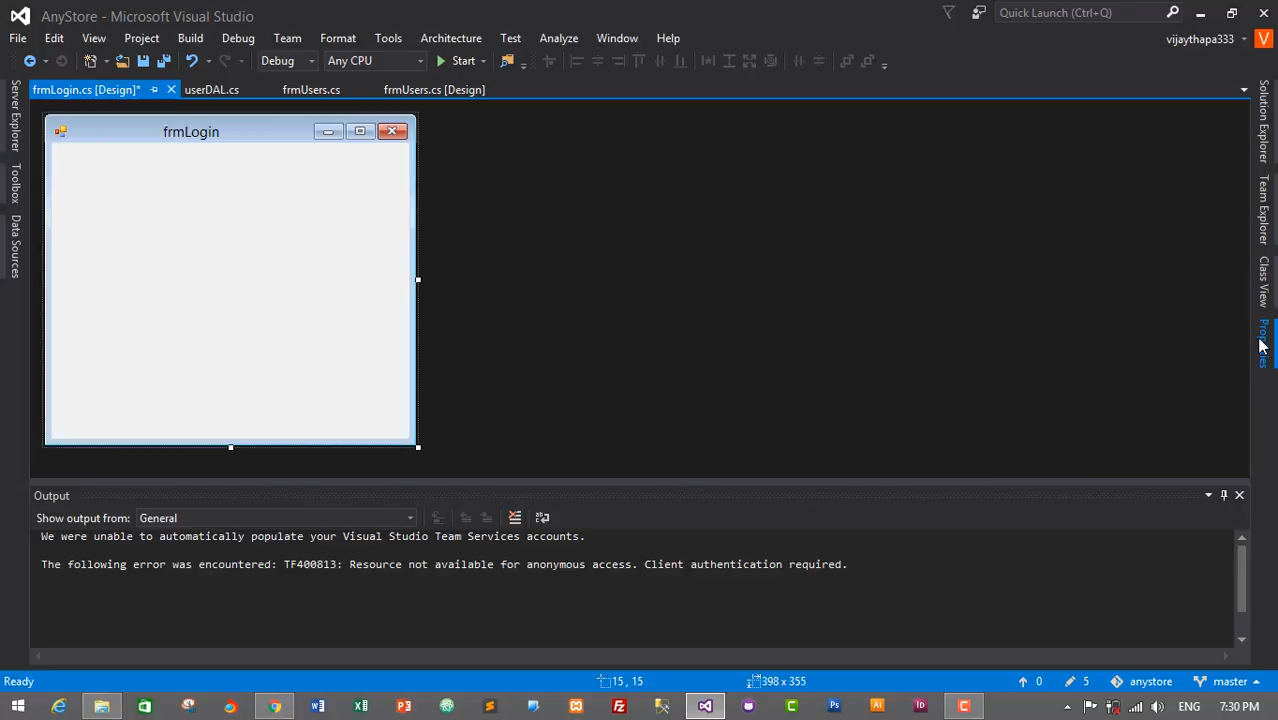 AnyStore - Microsoft Visual Studio
Quick Launch (Ctrl+Q)
File Edit View Project Build Debug Team Format Tools Architecture Test Analyze Window Help
vijaythapa333 V
Debug Any CPU Start
frmLogin.cs [Design]* userDAL.cs frmUsers.cs frmUsers.cs [Design]
Server Explorer
Toolbox
Data Sources
frmLogin
Solution Explorer
Team Explorer
Class View
Properties
Output
Show output from: General
We were unable to automatically populate your Visual Studio Team Services accounts.
The following error was encountered: TF400813: Resource not available for anonymous access. Client authentication required.
Ready 15 , 15 398 x 355 0 5 anystore master
ENG 7:30 PM